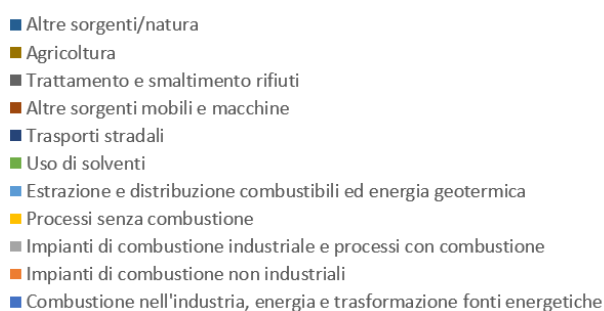 Altre sorgenti/natura
Agricoltura
Trattamento e smaltimento rifiuti
Altre sorgenti mobili e macchine
Trasporti stradali
Uso di solventi
Estrazione e distribuzione combustibili ed energia geotermica
Processi senza combustione
Impianti di combustione industriale e processi con combustione
Impianti di combustione non industriali
Combustione nell'industria, energia e trasformazione fonti energetiche